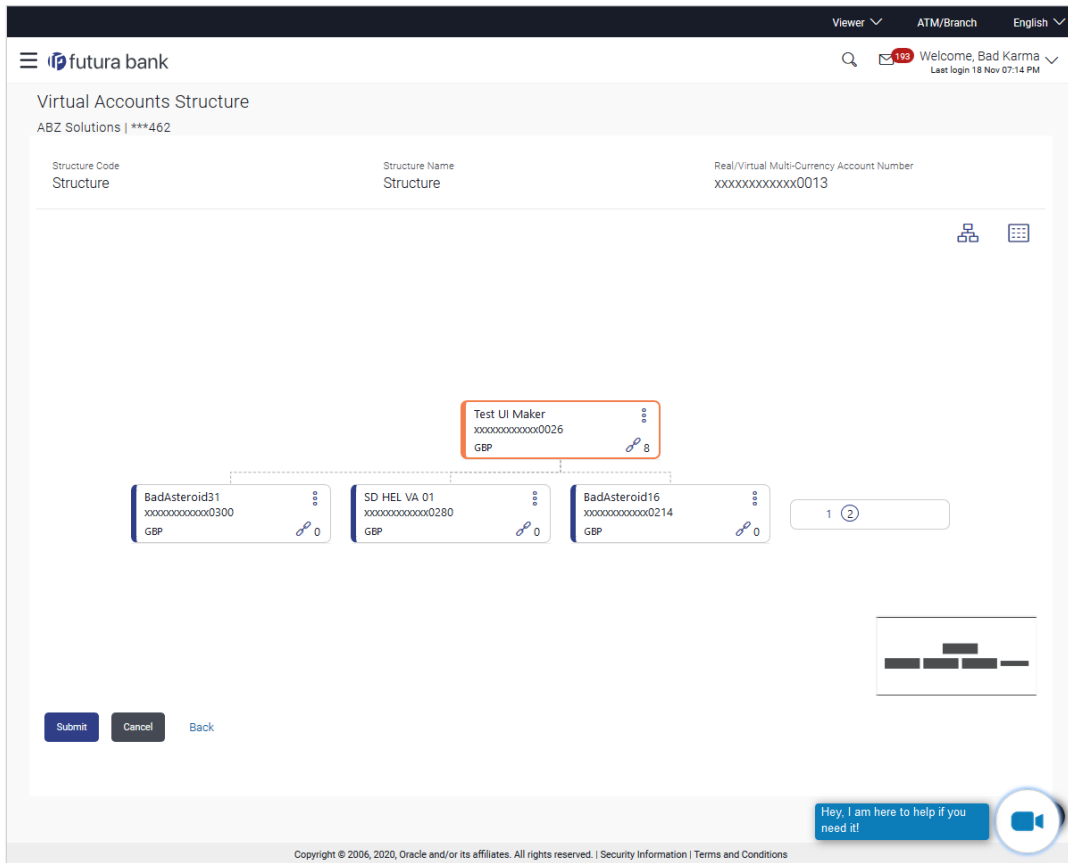 Viewer ATM/Branch English
futura bank
193
Welcome, Bad Karma
Last login 18 Nov 07:14 PM
Virtual Accounts Structure
ABZ Solutions | ***462
Structure Code Structure Name Real/Virtual Multi-Currency Account Number
Structure Structure xxxxxxxxxxxx0013
Test UI Maker
xxxxxxxxxxxx0026
GBP 8
BadAsteroid31
xxxxxxxxxxxx0300
GBP 0
SD HEL VA 01
xxxxxxxxxxxx0280
GBP 0
BadAsteroid16
xxxxxxxxxxxx0214
GBP 0
1 2
Submit Cancel Back
Hey, I am here to help if you
need it!
Copyright © 2006, 2020, Oracle and/or its affiliates. All rights reserved. | Security Information | Terms and Conditions